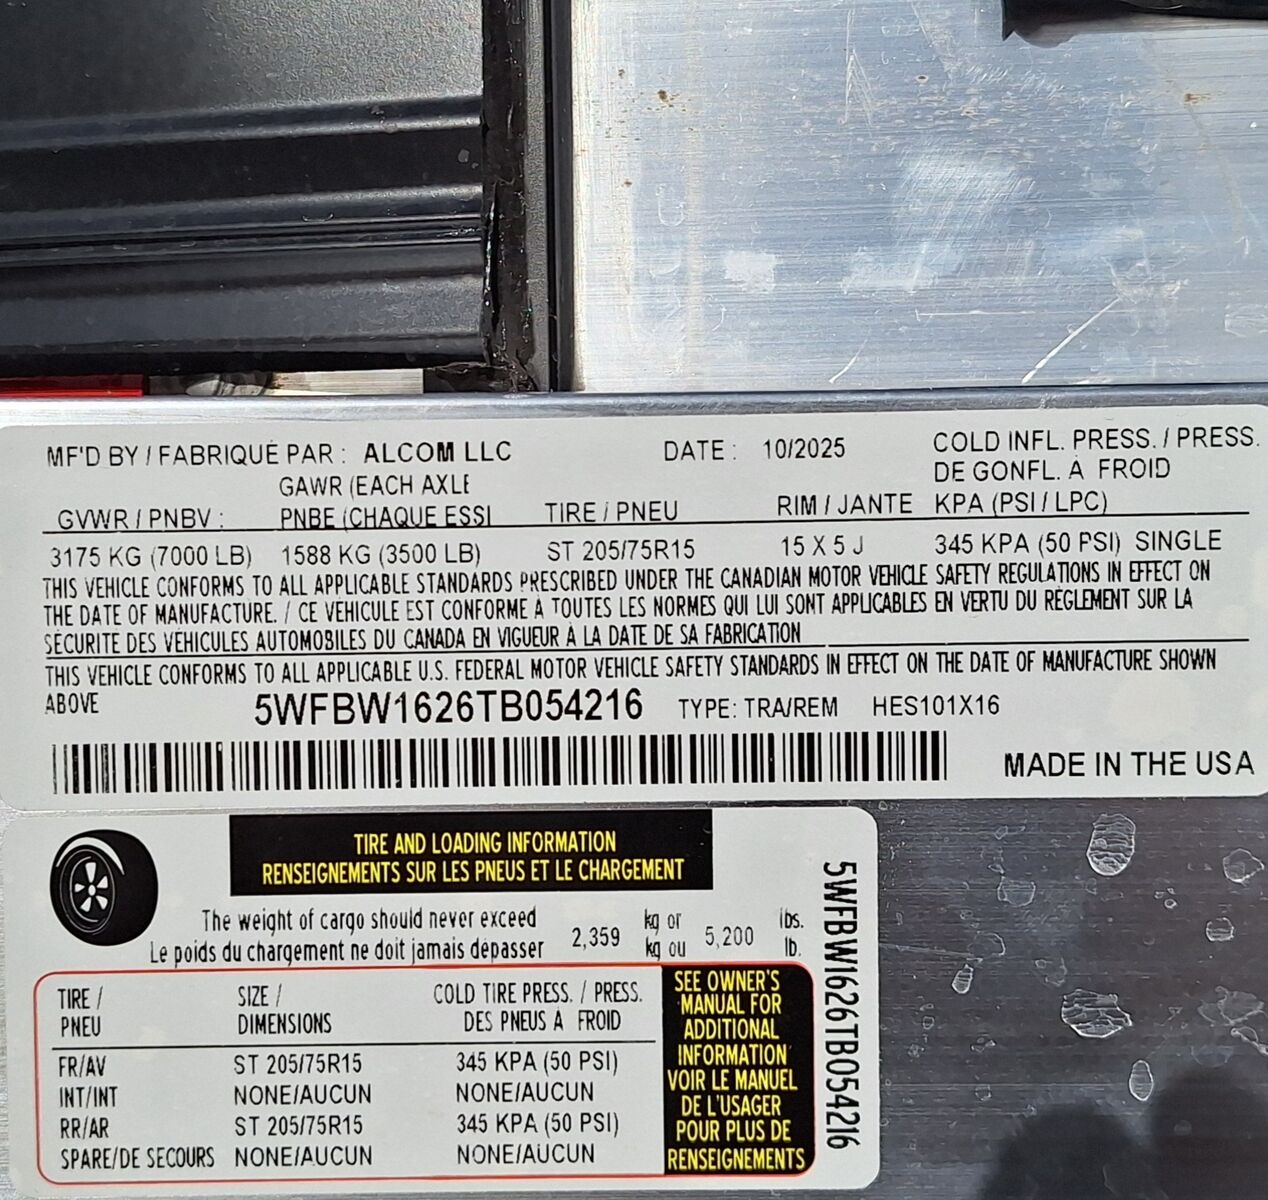 MF'D BY / FABRIQUÉ PAR : ALCOM LLC DATE : 10/2025 COLD INFL. PRESS. / PRESS.
DE GONFL. À FROID
GAWR (EACH AXLE
GVWR / PNBV : PNBE (CHAQUE ESSI TIRE / PNEU RIM / JANTE KPA (PSI / LPC)
3175 KG (7000 LB) 1588 KG (3500 LB) ST 205/75R15 15 X 5 J 345 KPA (50 PSI) SINGLE
THIS VEHICLE CONFORMS TO ALL APPLICABLE STANDARDS PRESCRIBED UNDER THE CANADIAN MOTOR VEHICLE SAFETY REGULATIONS IN EFFECT ON
THE DATE OF MANUFACTURE. / CE VÉHICULE EST CONFORME À TOUTES LES NORMES QUI LUI SONT APPLICABLES EN VERTU DU RÈGLEMENT SUR LA
SÉCURITÉ DES VÉHICULES AUTOMOBILES DU CANADA EN VIGUEUR À LA DATE DE SA FABRICATION
THIS VEHICLE CONFORMS TO ALL APPLICABLE U.S. FEDERAL MOTOR VEHICLE SAFETY STANDARDS IN EFFECT ON THE DATE OF MANUFACTURE SHOWN
ABOVE 5WFBW1626TB054216 TYPE: TRA/REM HES101X16
MADE IN THE USA
TIRE AND LOADING INFORMATION
RENSEIGNEMENTS SUR LES PNEUS ET LE CHARGEMENT
The weight of cargo should never exceed kg or lbs.
Le poids du chargement ne doit jamais dépasser 2,359 kg ou 5,200 lb.
TIRE / SIZE / COLD TIRE PRESS. / PRESS.
PNEU DIMENSIONS DES PNEUS À FROID
FR/AV ST 205/75R15 345 KPA (50 PSI)
INT/INT NONE/AUCUN NONE/AUCUN
RR/AR ST 205/75R15 345 KPA (50 PSI)
SPARE/DE SECOURS NONE/AUCUN NONE/AUCUN
SEE OWNER'S
MANUAL FOR
ADDITIONAL
INFORMATION
VOIR LE MANUEL
DE L'USAGER
POUR PLUS DE
RENSEIGNEMENTS
5WFBW1626TB054216